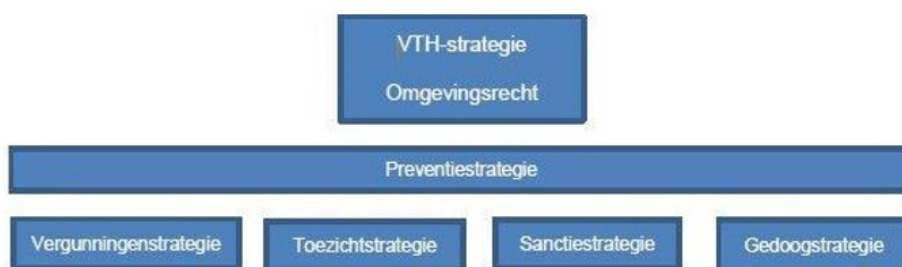 VTH-strategie
Omgevingsrecht
Preventiestrategie
Vergunningenstrategie
Toezichtstrategie
Sanctiestrategie
Gedoogstrategie